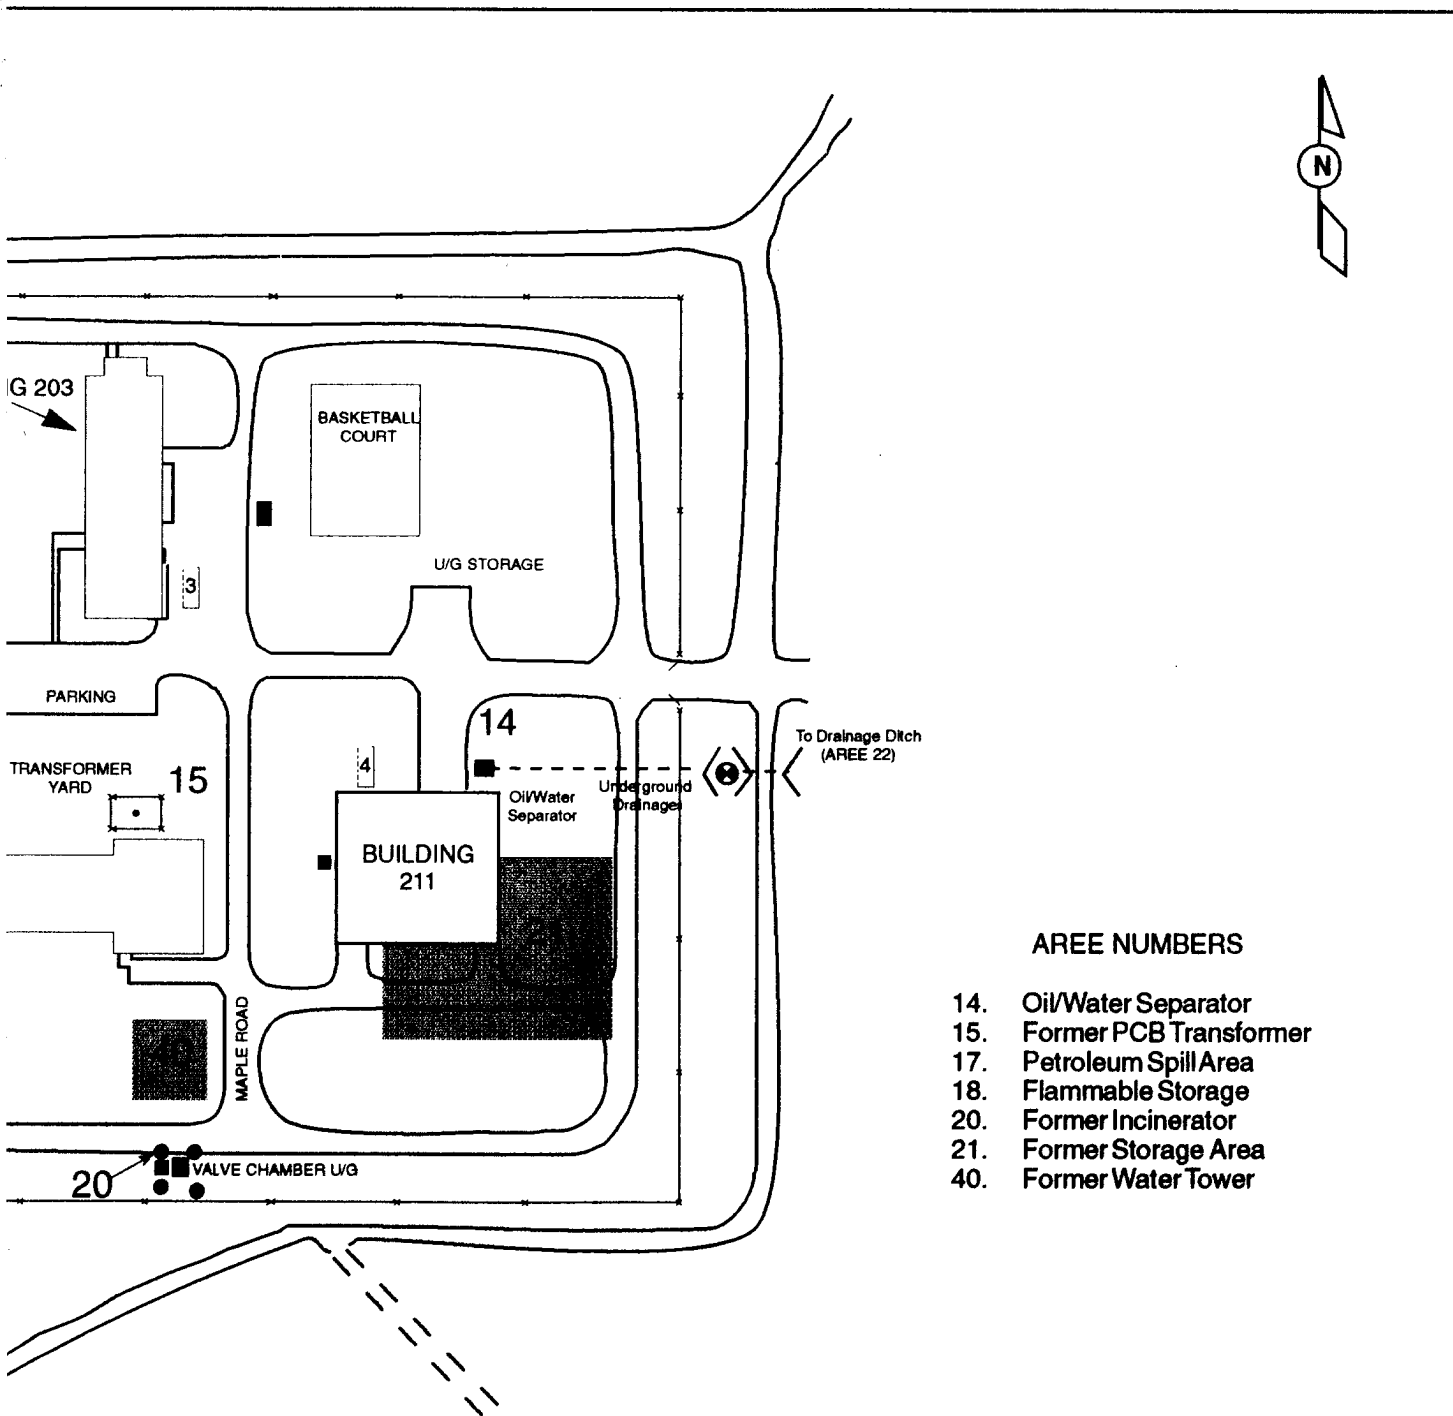 N
G 203
BASKETBALL
COURT
U/G STORAGE
3
PARKING
14
To Drainage Ditch
(AREE 22)
TRANSFORMER
YARD
15
4
Oil/Water
Separator
Underground
Drainage
BUILDING
211
AREE NUMBERS
14. Oil/Water Separator
15. Former PCB Transformer
17. Petroleum Spill Area
18. Flammable Storage
20. Former Incinerator
21. Former Storage Area
40. Former Water Tower
40
MAPLE ROAD
VALVE CHAMBER U/G
20